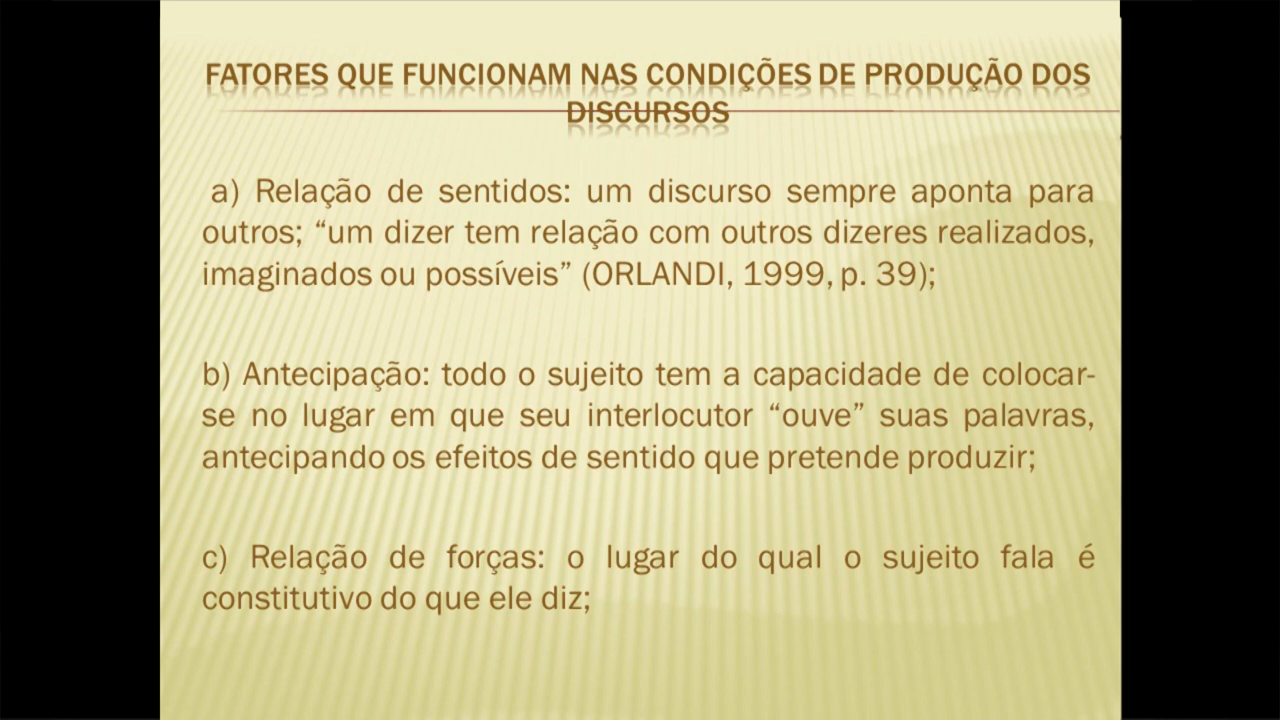 FATORES QUE FUNCIONAM NAS CONDIÇÕES DE PRODUÇÃO DOS
DISCURSOS
a) Relação de sentidos: um discurso sempre aponta para
outros; “um dizer tem relação com outros dizeres realizados,
imaginados ou possíveis” (ORLANDI, 1999, p. 39);
b) Antecipação: todo o sujeito tem a capacidade de colocar-
se no lugar em que seu interlocutor “ouve” suas palavras,
antecipando os efeitos de sentido que pretende produzir;
c) Relação de forças: o lugar do qual o sujeito fala é
constitutivo do que ele diz;